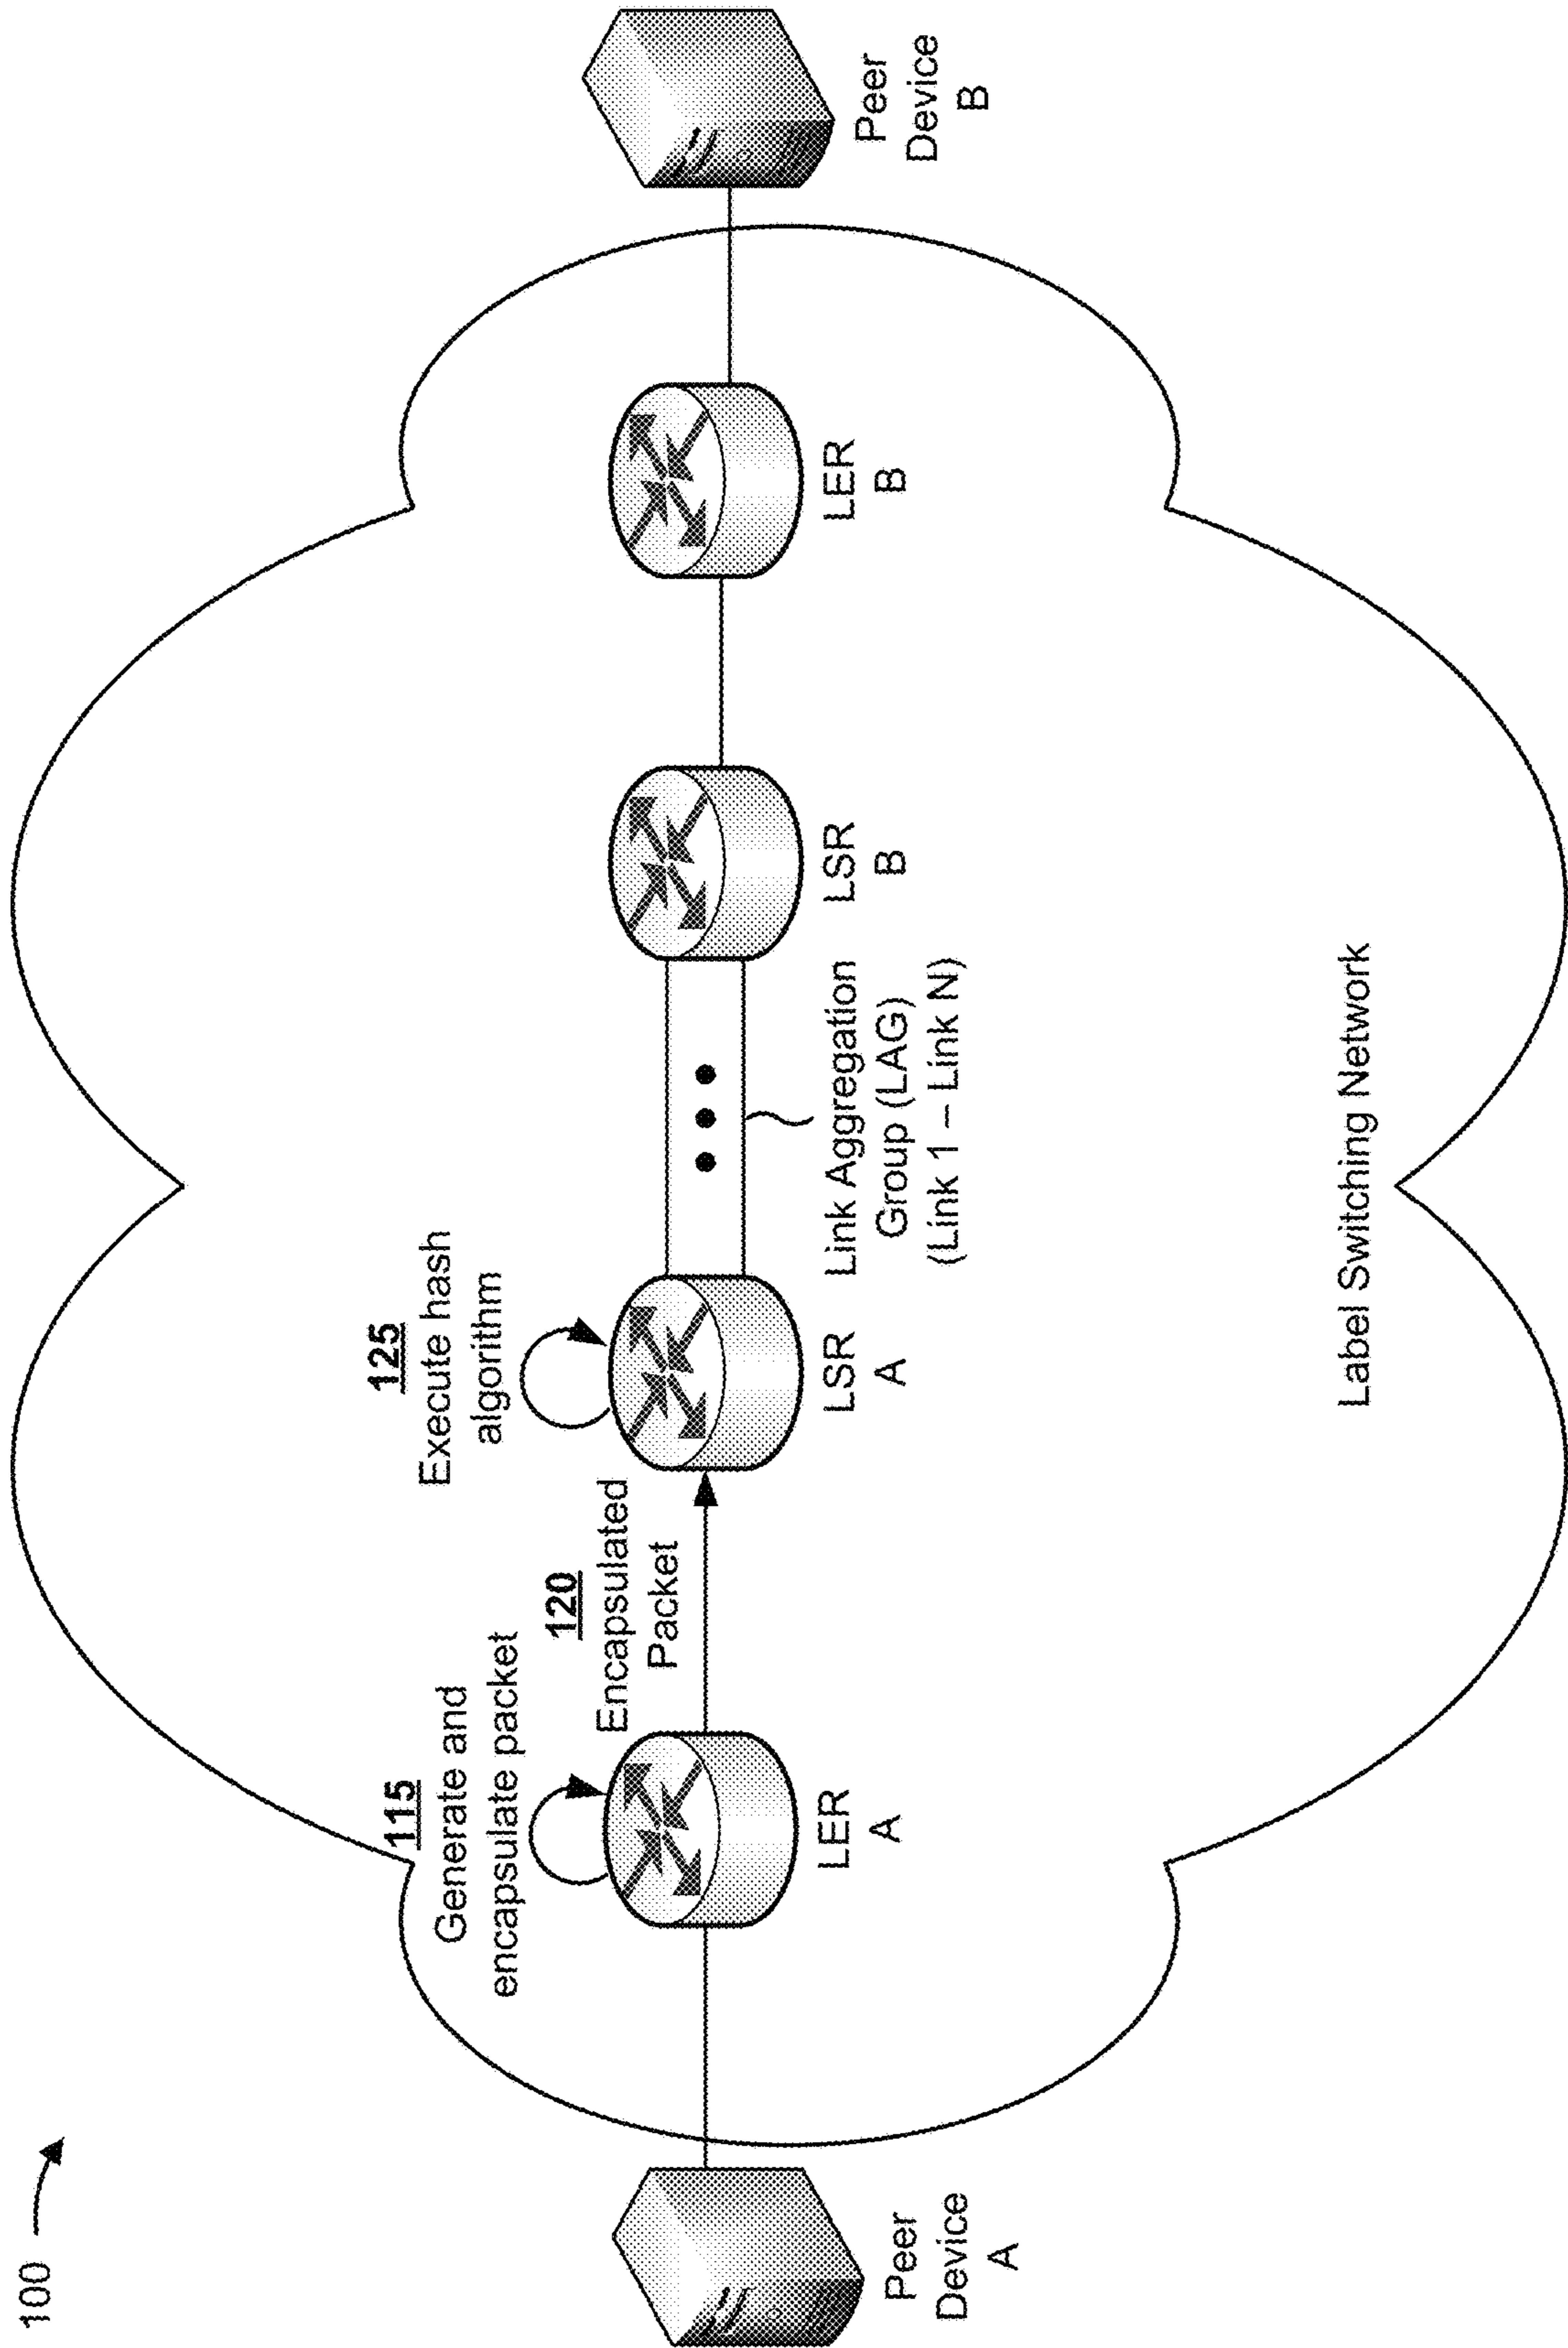 100
115
Generate and
encapsulate packet
120
Encapsulated
Packet
125
Execute hash
algorithm
Peer
Device
A
LER
A
LSR
A
Link Aggregation
Group (LAG)
(Link 1 – Link N)
LSR
B
LER
B
Peer
Device
B
Label Switching Network